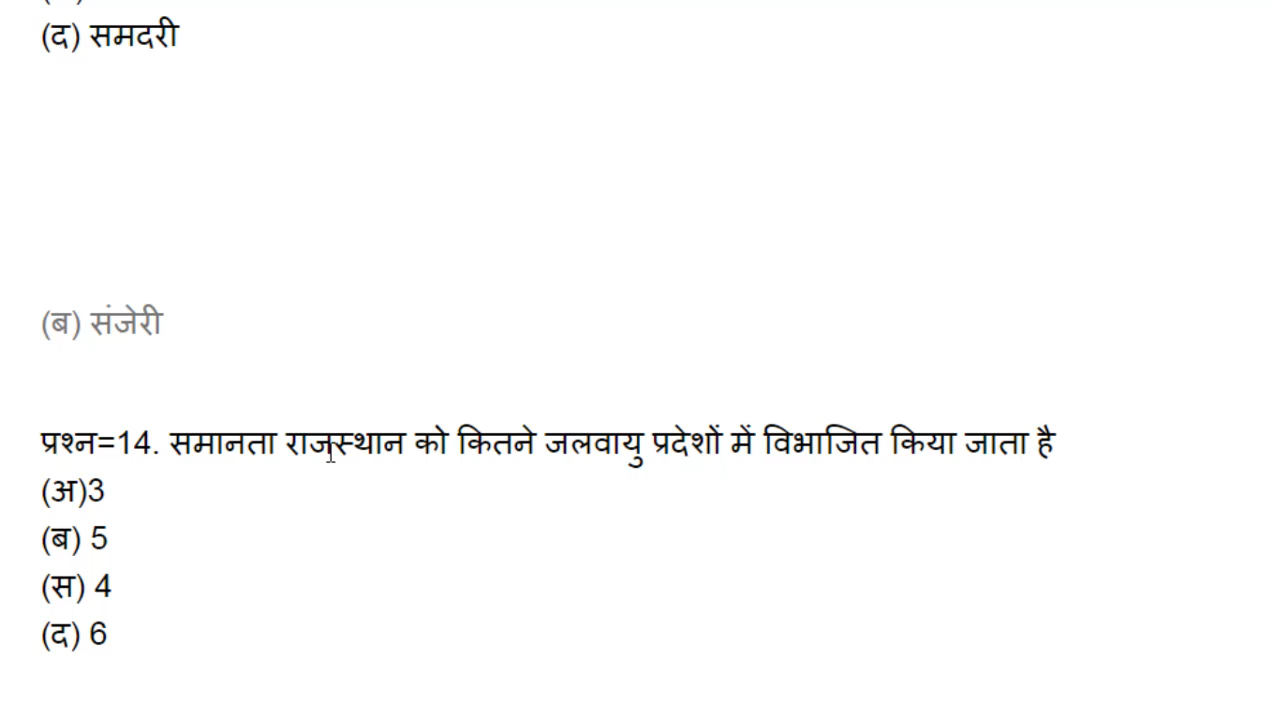 (द) समदरी
(ब) संजेरी
प्रश्न=14. समानता राजस्थान को कितने जलवायु प्रदेशों में विभाजित किया जाता है
(अ)3
(ब) 5
(स) 4
(द) 6